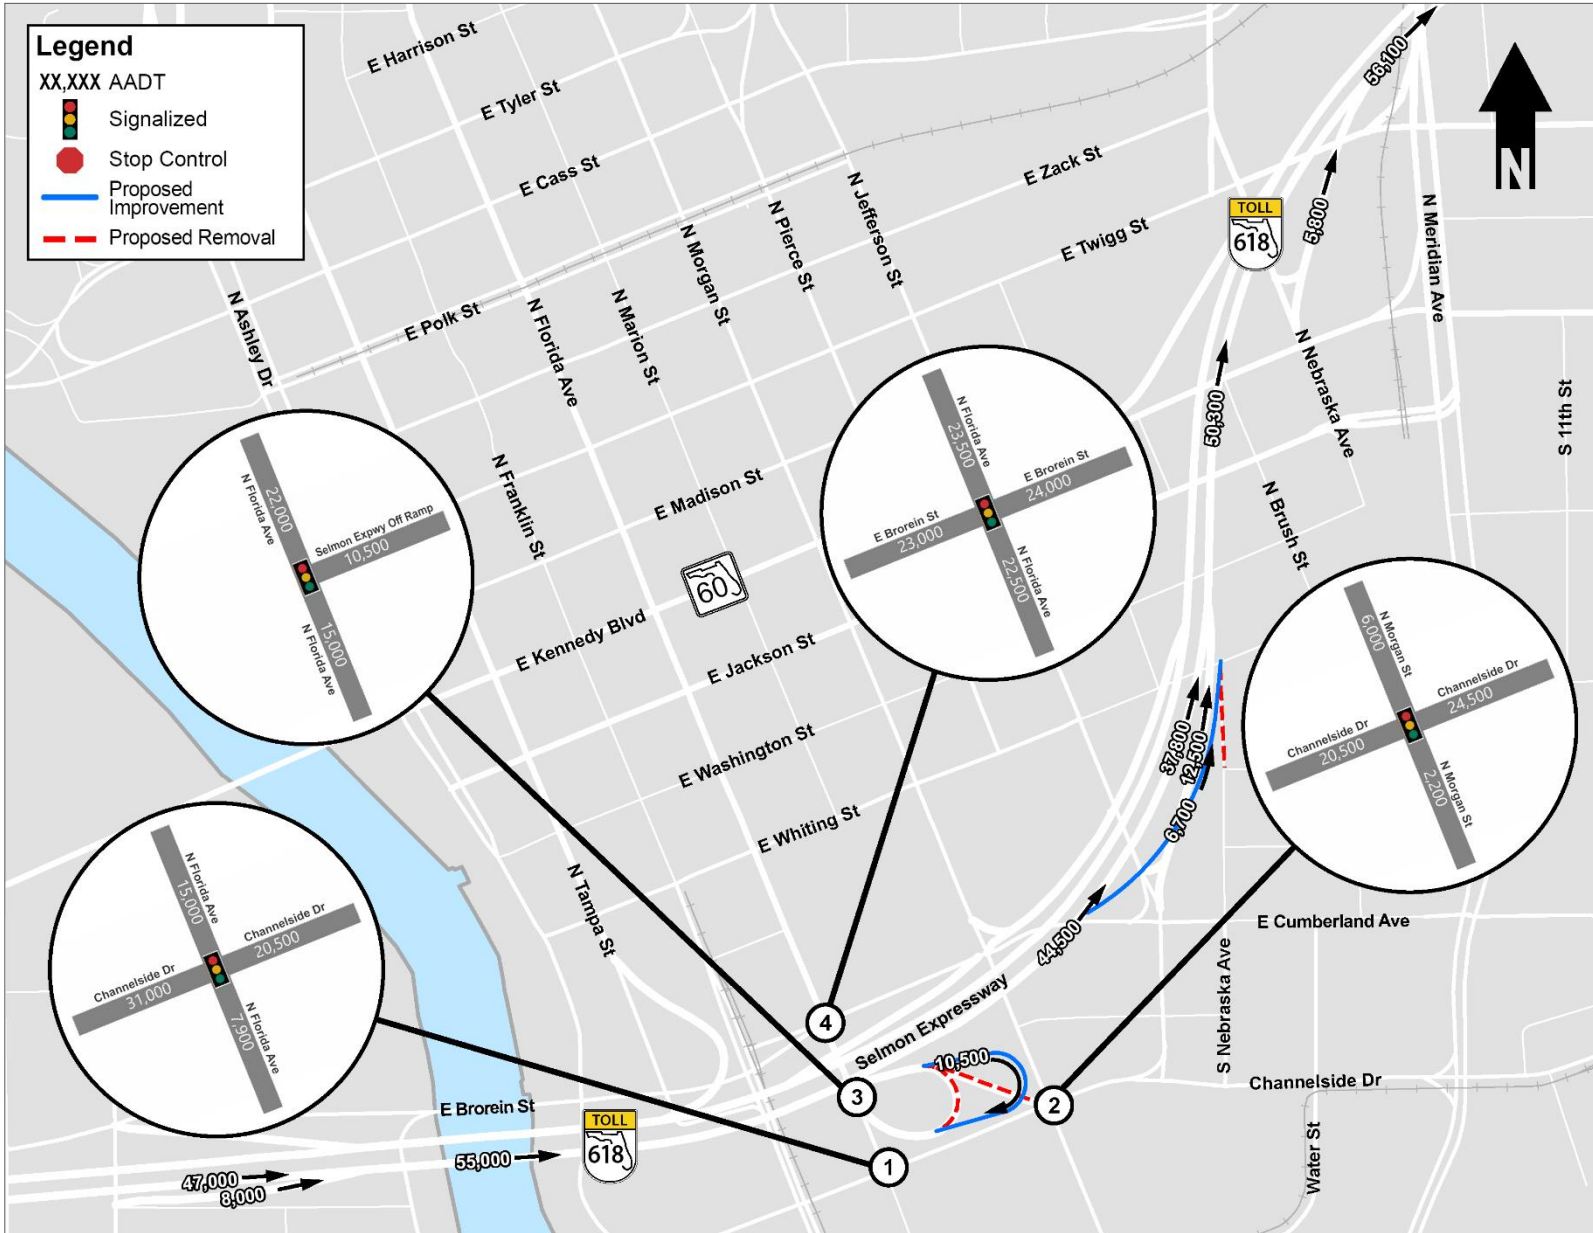 Legend
XX,XXX AADT
Signalized
Stop Control
Proposed
Improvement
Proposed Removal
E Harrison St
E Tyler St
E Cass St
E Polk St
E Zack St
E Twigg St
N Ashley Dr
N Florida Ave
N Marion St
N Morgan St
N Pierce St
N Jefferson St
N Franklin St
E Madison St
60
E Kennedy Blvd
E Jackson St
E Washington St
E Whiting St
N Tampa St
N Nebraska Ave
N Brush St
N Meridian Ave
S 11th St
N
TOLL
618
56,100
5,800
50,300
37,800
12,500
6,700
44,500
E Cumberland Ave
S Nebraska Ave
Channelside Dr
Water St
Selmon Expressway
10,500
E Brorein St
TOLL
618
55,000
47,000
8,000
1
2
3
4
22,000
N Florida Ave
Selmon Expwy Off Ramp
10,500
15,000
N Florida Ave
N Florida Ave
23,500
E Brorein St
24,000
E Brorein St
23,000
N Florida Ave
22,500
N Morgan St
6,000
Channelside Dr
24,500
Channelside Dr
20,500
N Morgan St
2,200
N Florida Ave
15,000
Channelside Dr
20,500
Channelside Dr
31,000
N Florida Ave
7,900